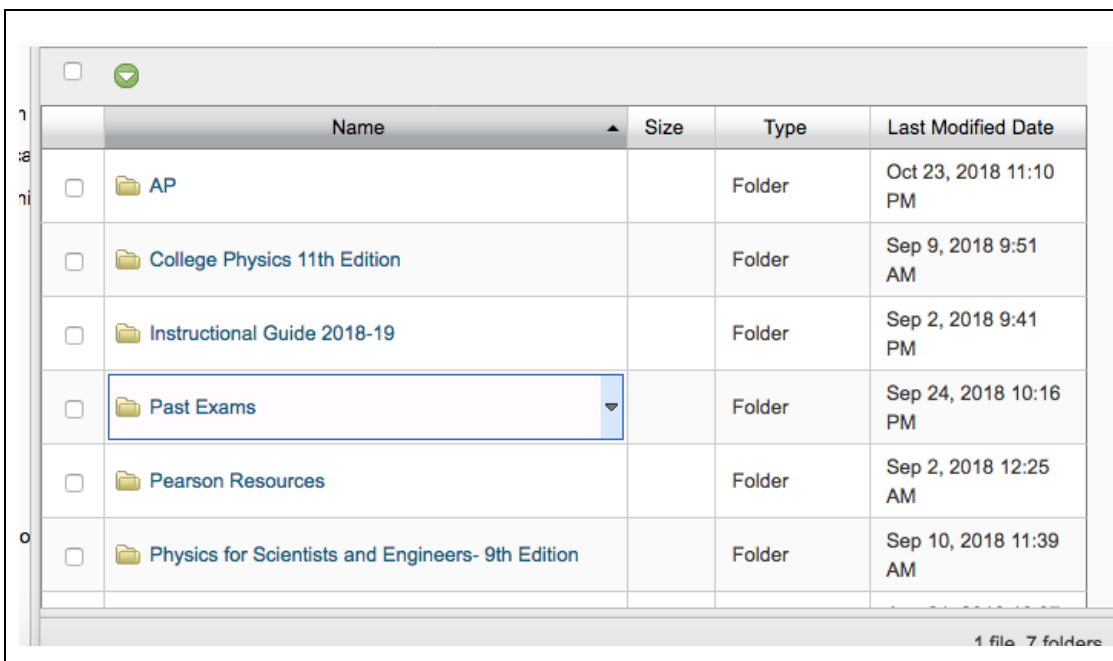 Name Size Type Last Modified Date
AP Folder Oct 23, 2018 11:10
PM
College Physics 11th Edition Folder Sep 9, 2018 9:51
AM
Instructional Guide 2018-19 Folder Sep 2, 2018 9:41
PM
Past Exams Folder Sep 24, 2018 10:16
PM
Pearson Resources Folder Sep 2, 2018 12:25
AM
Physics for Scientists and Engineers- 9th Edition Folder Sep 10, 2018 11:39
AM
1 file, 7 folders